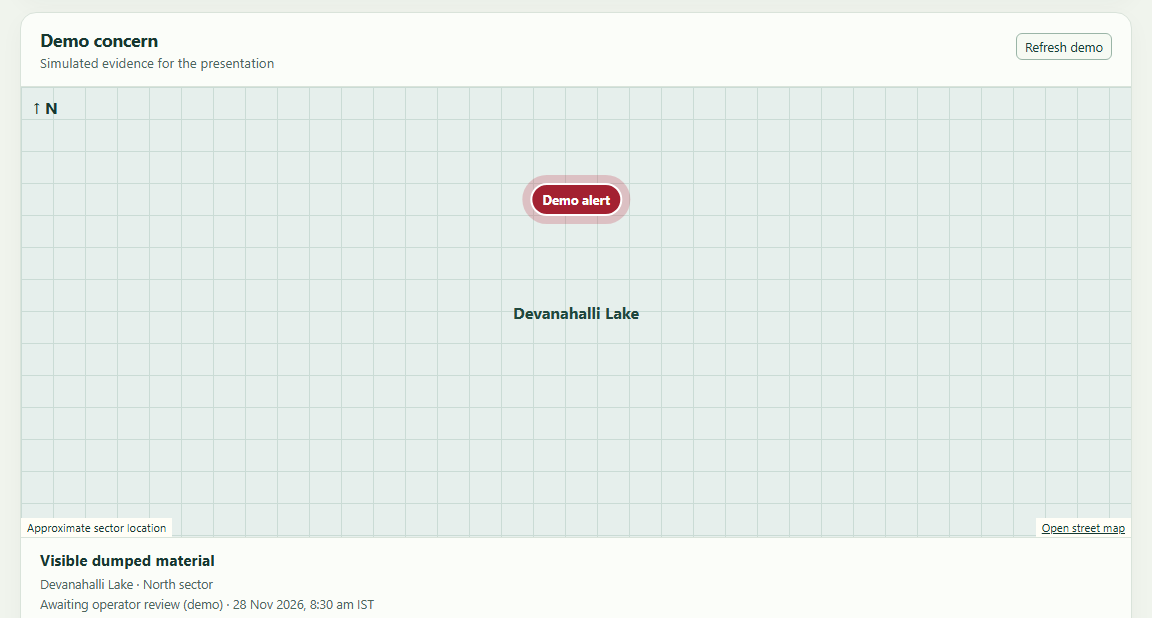 Demo concern
Simulated evidence for the presentation
Refresh demo
↑ N
Demo alert
Devanahalli Lake
Approximate sector location
Open street map
Visible dumped material
Devanahalli Lake · North sector
Awaiting operator review (demo) · 28 Nov 2026, 8:30 am IST